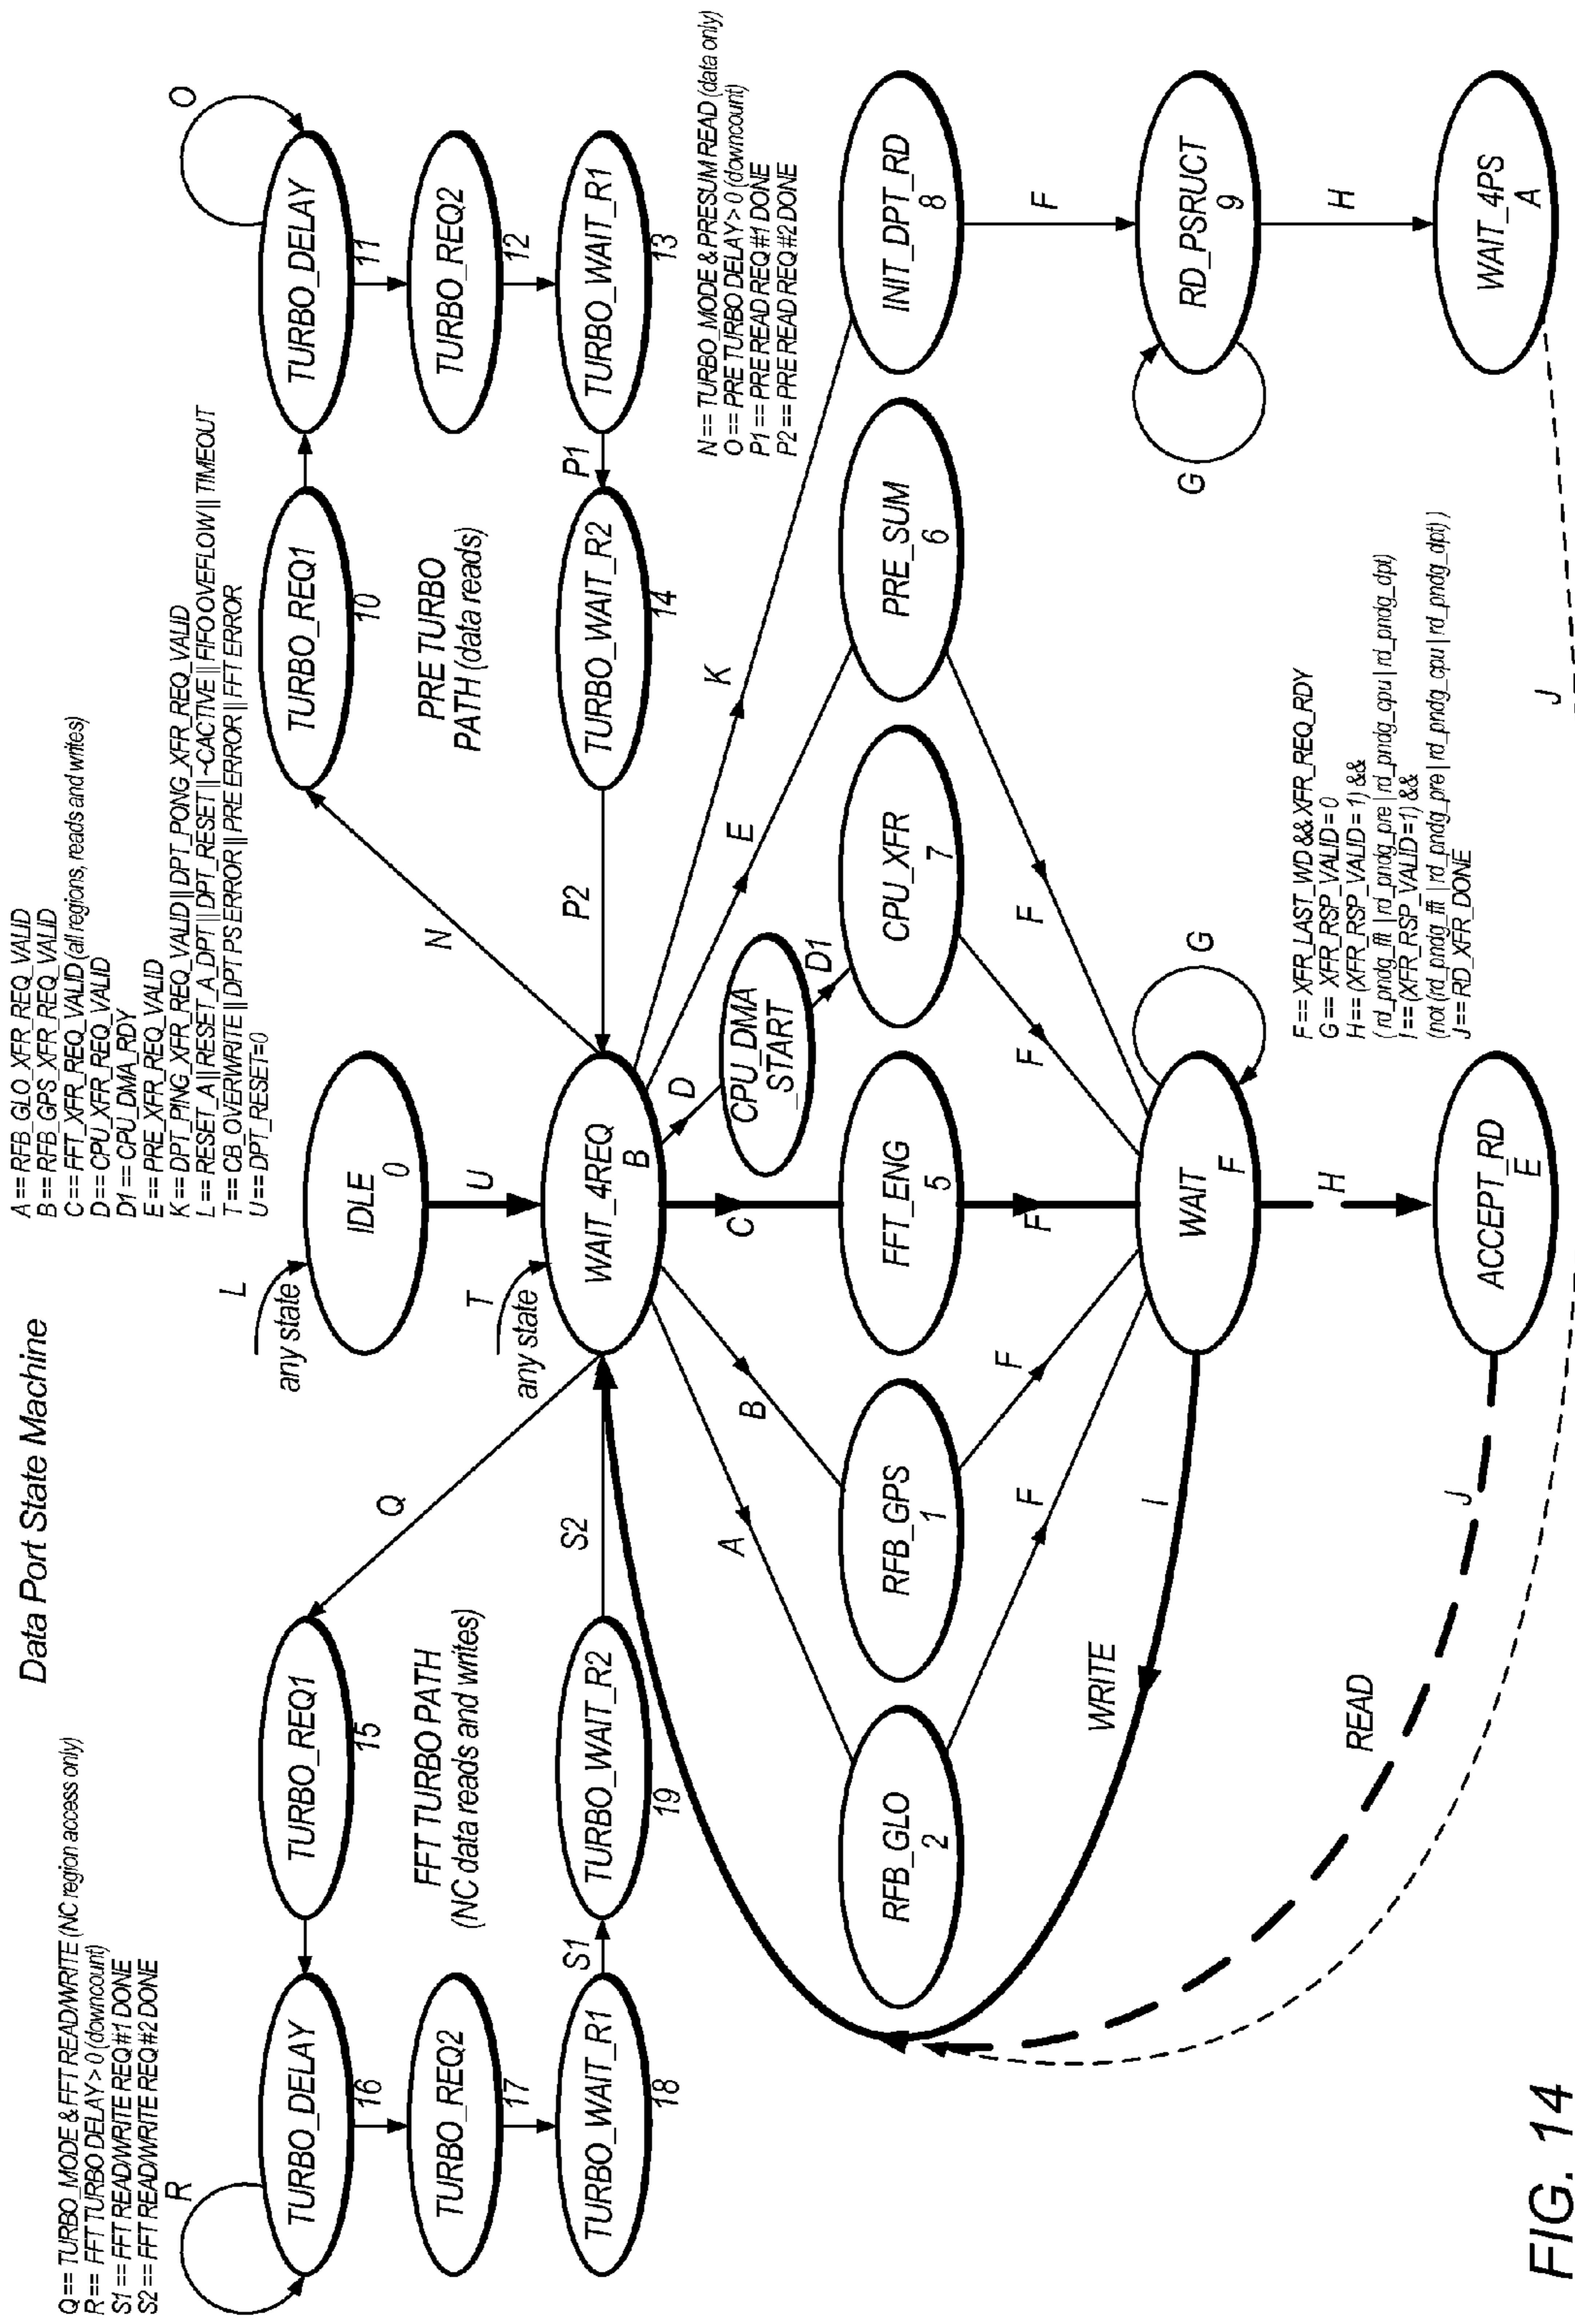 Data Port State Machine
Q == TURBO_MODE & FFT READ/WRITE (NC region access only)
R == FFT TURBO DELAY > 0 (downcount)
S1 == FFT READ/WRITE REQ #1 DONE
S2 == FFT READ/WRITE REQ #2 DONE
A == RFB_GLO_XFR_REQ_VALID
B == RFB_GPS_XFR_REQ_VALID
C == FFT_XFR_REQ_VALID (all regions, reads and writes)
D == CPU_XFR_REQ_VALID
D1 == CPU_DMA_RDY
E == PRE_XFR_REQ_VALID
K == DPT_PING_XFR_REQ_VALID || DPT_PONG_XFR_REQ_VALID
L == RESET_A || RESET_A_DPT || DPT_RESET || ~CACTIVE || FIFO OVEFLOW || TIMEOUT
T == CB_OVERWRITE || DPT PS ERROR || PRE ERROR || FFT ERROR
U == DPT_RESET=0
R
TURBO_DELAY
16
TURBO_REQ1
15
L
any state
IDLE
0
TURBO_REQ1
10
TURBO_DELAY
11
O
TURBO_REQ2
17
FFT TURBO PATH
(NC data reads and writes)
Q
U
N
PRE TURBO
PATH (data reads)
TURBO_REQ2
12
TURBO_WAIT_R1
18
S1
TURBO_WAIT_R2
19
S2
T
any state
WAIT_4REQ
B
P2
TURBO_WAIT_R2
14
P1
TURBO_WAIT_R1
13
N == TURBO_MODE & PRESUM READ (data only)
O == PRE TURBO DELAY > 0 (downcount)
P1 == PRE READ REQ #1 DONE
P2 == PRE READ REQ #2 DONE
A
B
C
D
CPU_DMA
_START
D1
E
K
RFB_GLO
2
RFB_GPS
1
FFT_ENG
5
CPU_XFR
7
PRE_SUM
6
INIT_DPT_RD
8
F
F
F
F
F
F
WRITE
I
WAIT
F
G
F == XFR_LAST_WD && XFR_REQ_RDY
G == XFR_RSP_VALID = 0
H == (XFR_RSP_VALID = 1) &&
( rd_pndg_fft | rd_pndg_pre | rd_pndg_cpu | rd_pndg_dpt)
I == (XFR_RSP_VALID =1) &&
(not (rd_pndg_fft | rd_pndg_pre | rd_pndg_cpu | rd_pndg_dpt) )
J == RD_XFR_DONE
G
RD_PSRUCT
9
H
H
READ
J
ACCEPT_RD
E
J
WAIT_4PS
A
FIG. 14